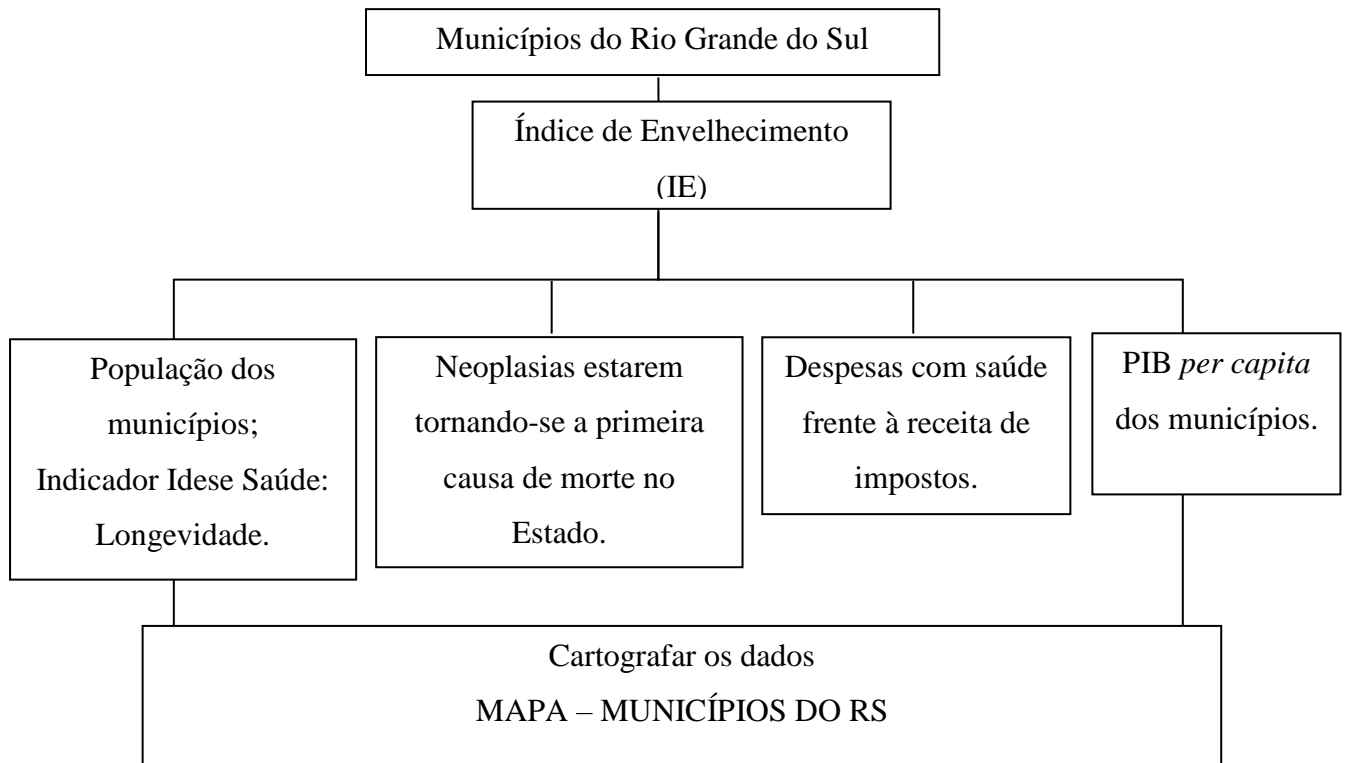 Municípios do Rio Grande do Sul
Índice de Envelhecimento
(IE)
População dos
municípios;
Indicador Idese Saúde:
Longevidade.
Neoplasias estarem
tornando-se a primeira
causa de morte no
Estado.
Despesas com saúde
frente à receita de
impostos.
PIB per capita
dos municípios.
Cartografar os dados
MAPA – MUNICÍPIOS DO RS